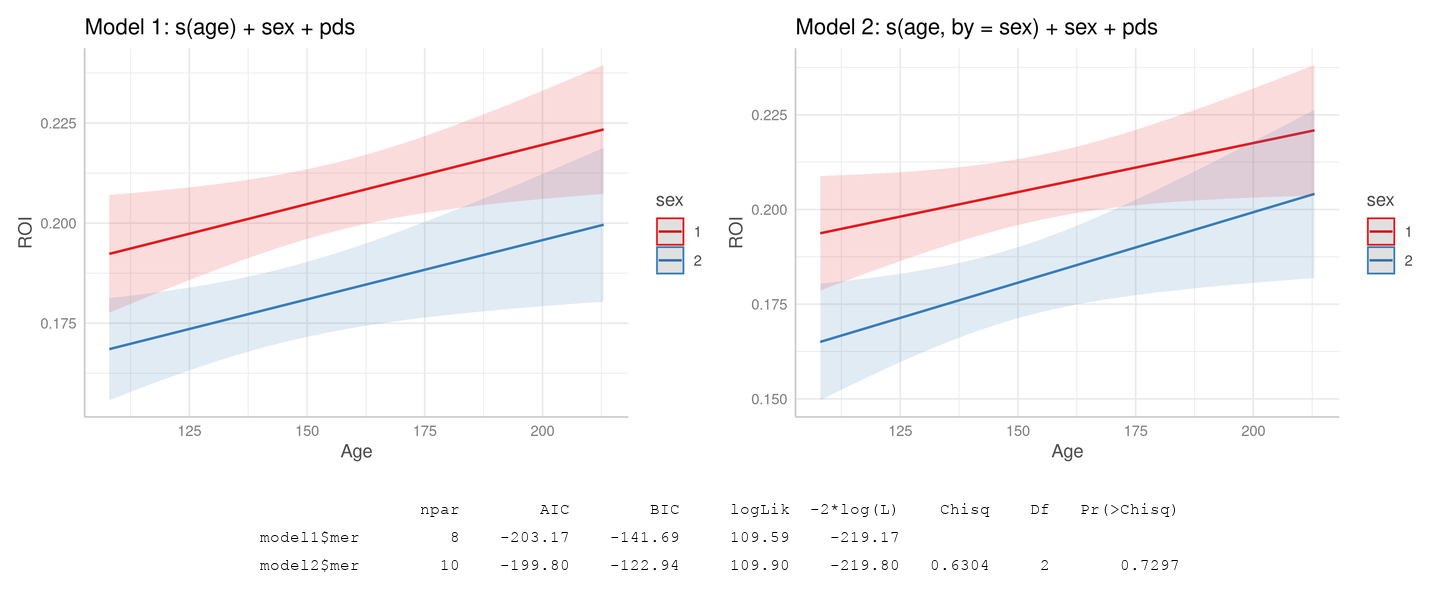 Model 1: s(age) + sex + pds
0.225
0.200
0.175
ROI
125 150 175 200
Age
sex
1
2
Model 2: s(age, by = sex) + sex + pds
0.225
0.200
0.175
0.150
ROI
125 150 175 200
Age
sex
1
2
npar AIC BIC logLik -2*log(L) Chisq Df Pr(>Chisq)
model1$mer 8 -203.17 -141.69 109.59 -219.17
model2$mer 10 -199.80 -122.94 109.90 -219.80 0.6304 2 0.7297